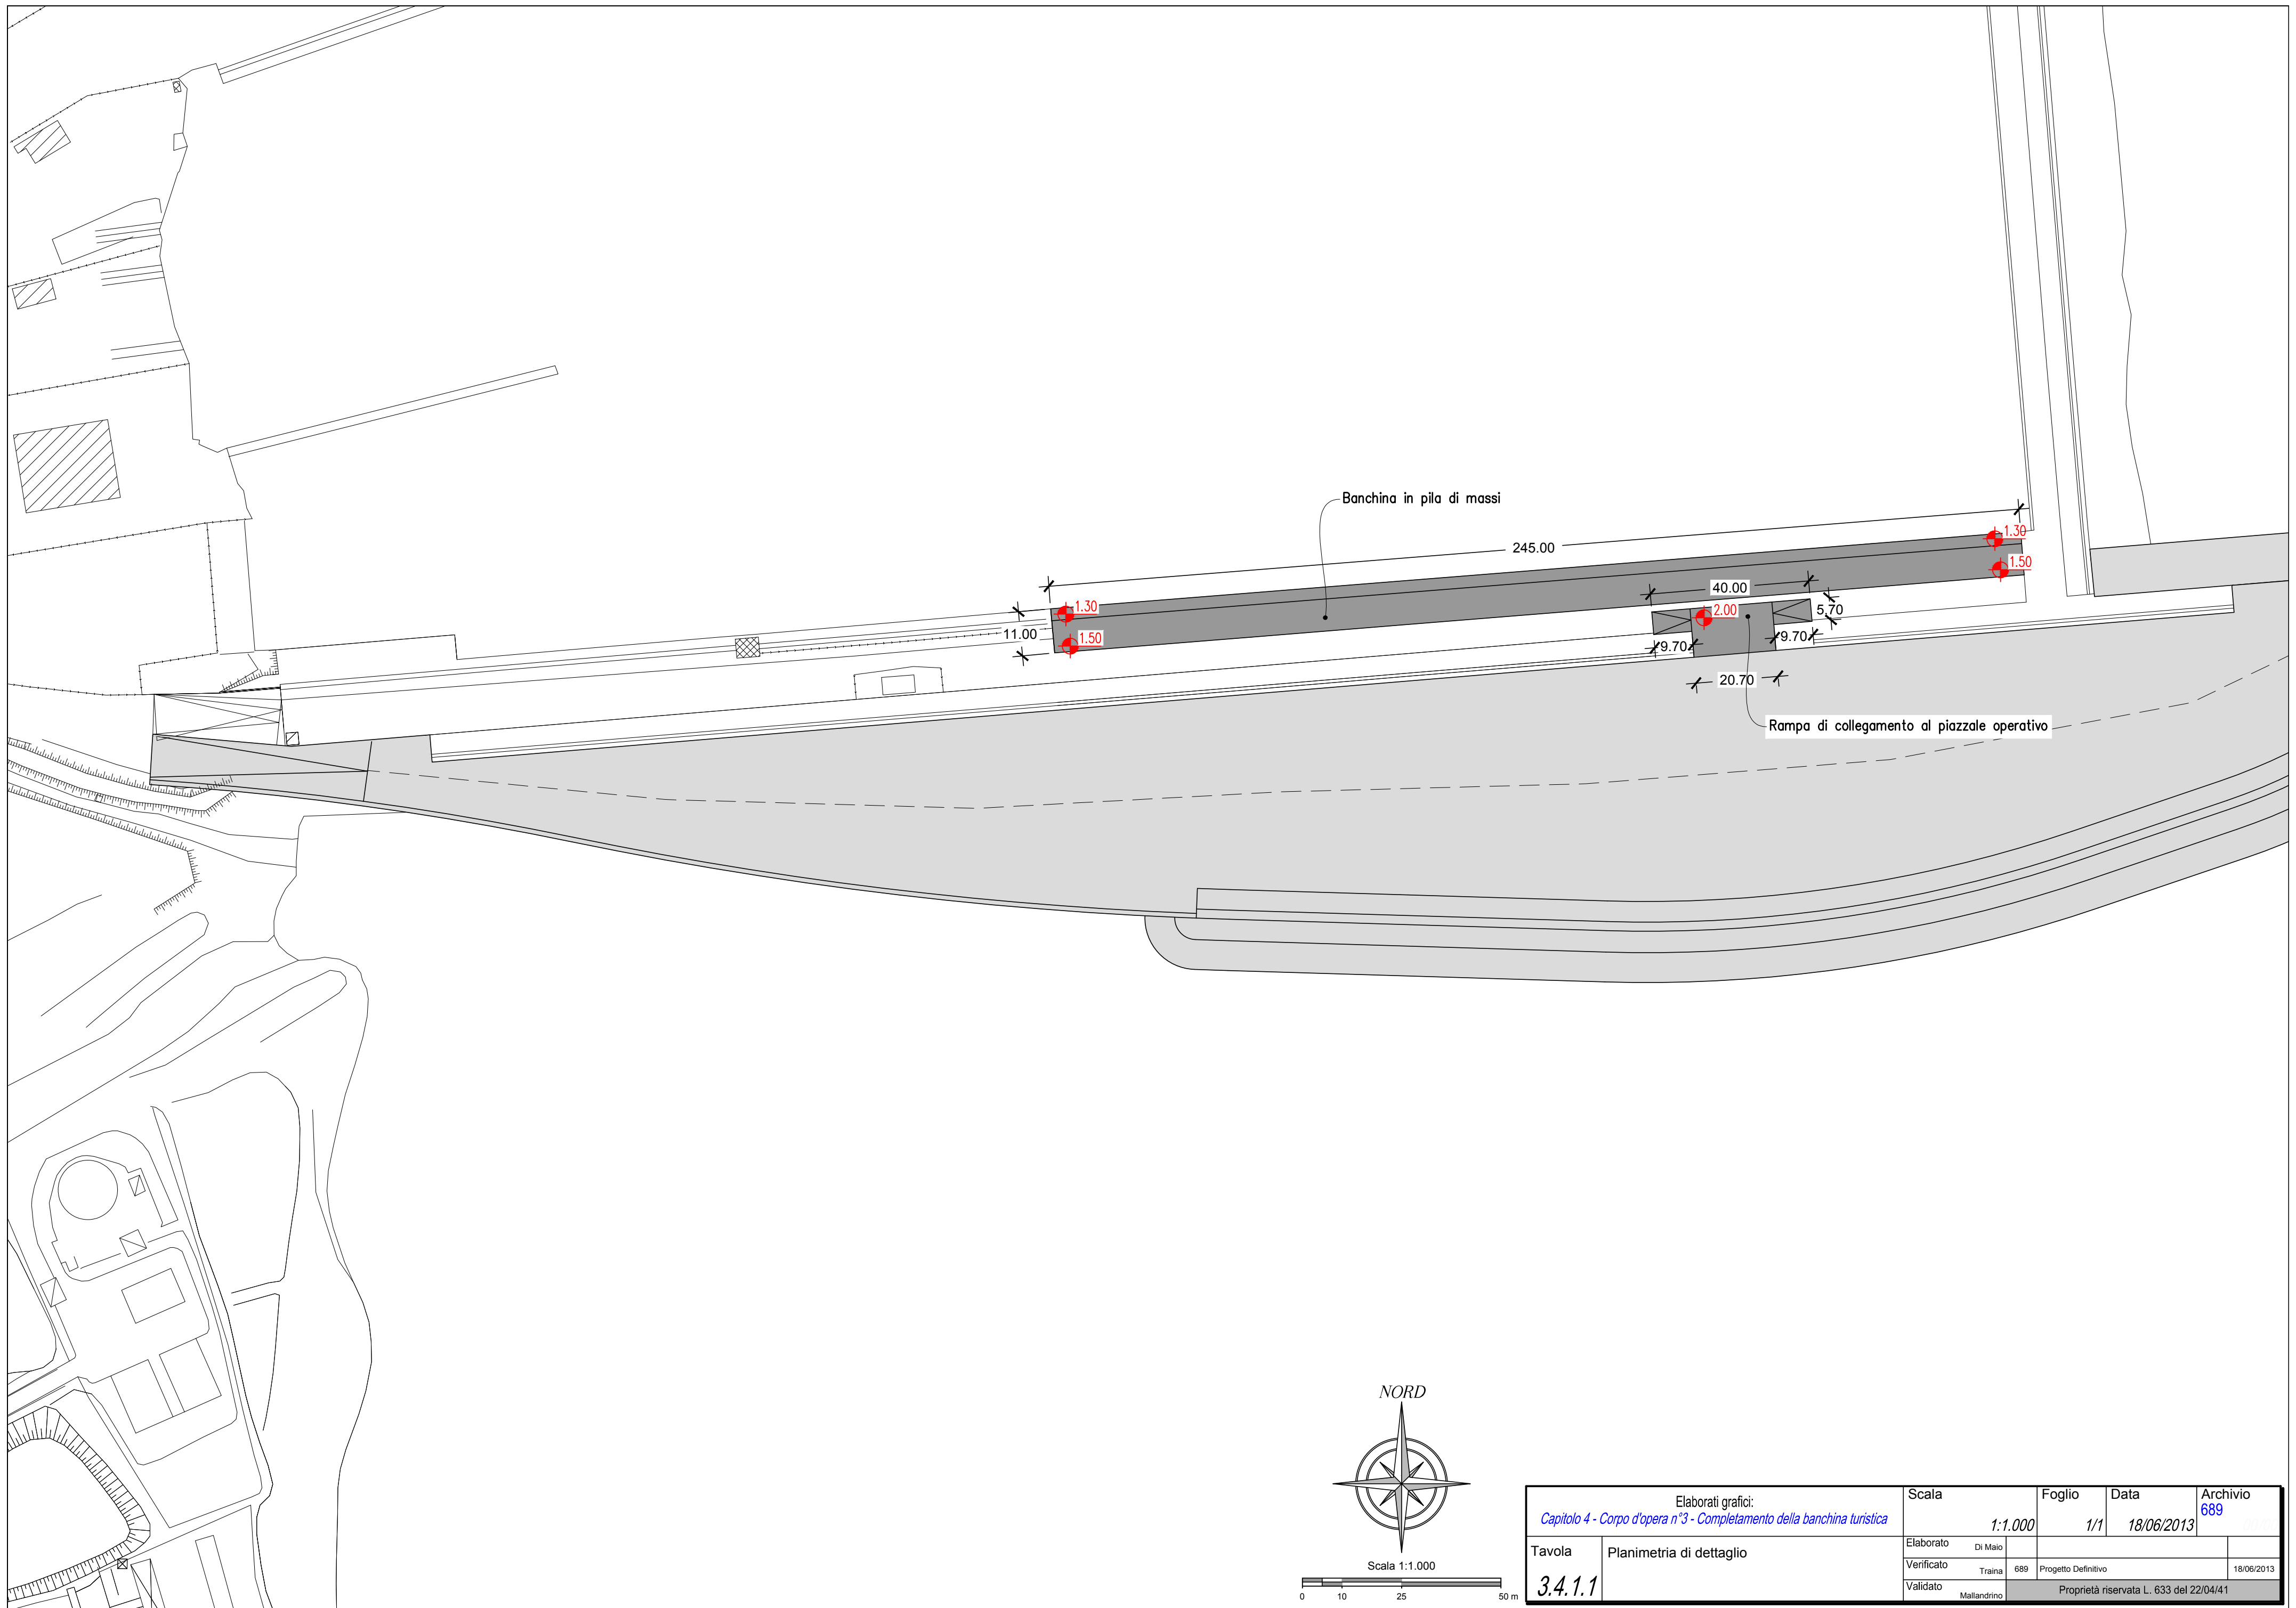 Banchina in pila di massi
245.00
1.30
1.50
40.00
1.30
2.00
5.70
11.00
1.50
9.70
9.70
20.70
Rampa di collegamento al piazzale operativo
NORD
Scala 1:1.000
0 10 25 50 m
Elaborati grafici:
Capitolo 4 - Corpo d'opera n°3 - Completamento della banchina turistica
Scala
1:1.000
Foglio
1/1
Data
18/06/2013
Archivio
689
Tavola
3.4.1.1
Planimetria di dettaglio
Elaborato Di Maio
Verificato Traina 689 Progetto Definitivo 18/06/2013
Validato Mallandrino
Proprietà riservata L. 633 del 22/04/41